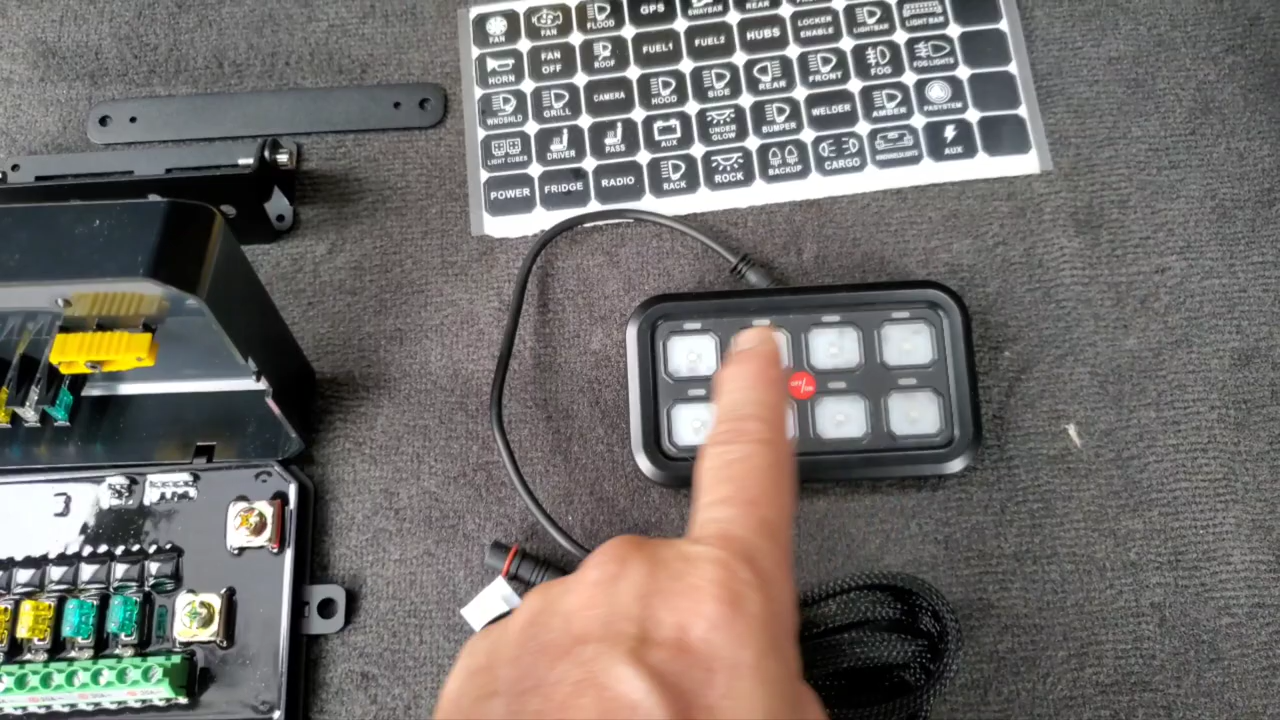 GPS
SWAYBAR
REAR
FAN
FAN
FLOOD
FUEL1
FUEL2
HUBS
LOCKER
ENABLE
LIGHTBAR
LIGHT BAR
HORN
FAN
OFF
ROOF
HOOD
SIDE
REAR
FRONT
FOG
FOG LIGHTS
WNDSHLD
GRILL
CAMERA
UNDER
GLOW
BUMPER
WELDER
AMBER
PASYSTEM
LIGHT CUBES
DRIVER
PASS
AUX
ROCK
BACKUP
CARGO
AUX
POWER
FRIDGE
RADIO
RACK
OFF/ON